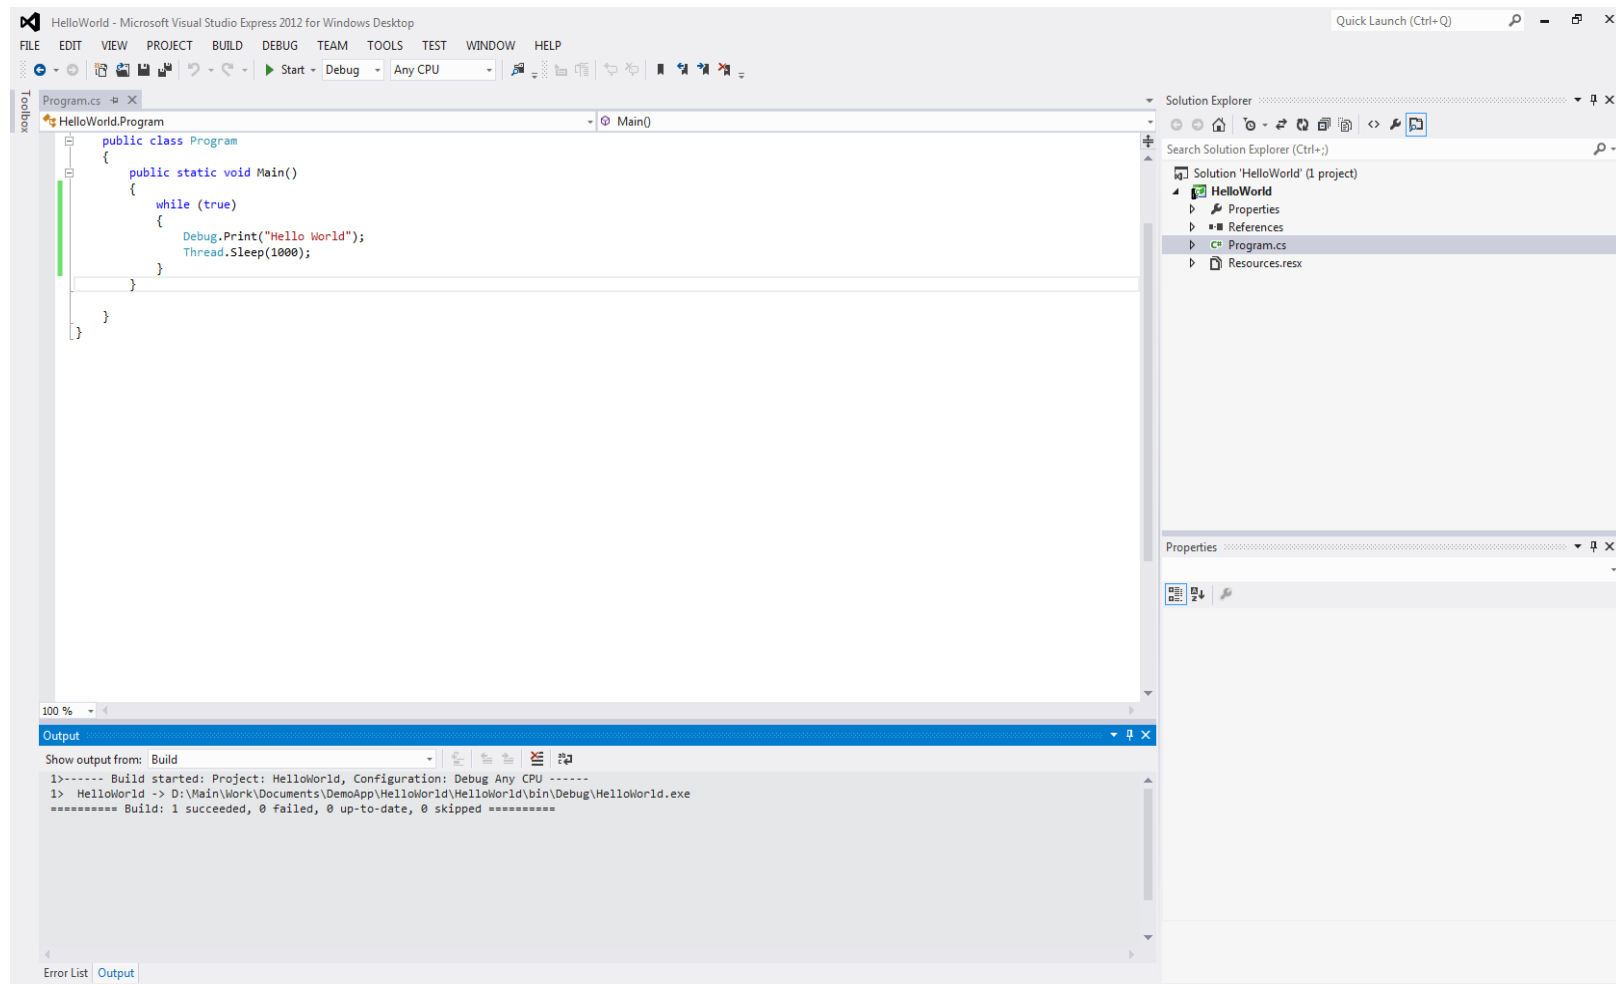 HelloWorld - Microsoft Visual Studio Express 2012 for Windows Desktop
Quick Launch (Ctrl+Q)
FILE EDIT VIEW PROJECT BUILD DEBUG TEAM TOOLS TEST WINDOW HELP
Start Debug Any CPU
Toolbox
Program.cs
HelloWorld.Program
Main()
public class Program
{
public static void Main()
{
while (true)
{
Debug.Print("Hello World");
Thread.Sleep(1000);
}
}
}
}
100 %
Output
Show output from: Build
1>------ Build started: Project: HelloWorld, Configuration: Debug Any CPU ------
1> HelloWorld -> D:\Main\Work\Documents\DemoApp\HelloWorld\HelloWorld\bin\Debug\HelloWorld.exe
========== Build: 1 succeeded, 0 failed, 0 up-to-date, 0 skipped ==========
Error List Output
Solution Explorer
Search Solution Explorer (Ctrl+;)
Solution 'HelloWorld' (1 project)
HelloWorld
Properties
References
C# Program.cs
Resources.resx
Properties